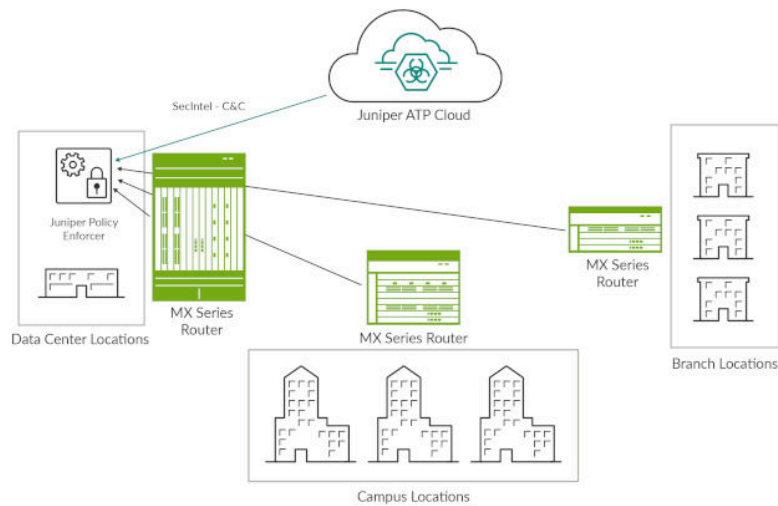 SecIntel - C&C
Juniper ATP Cloud
Juniper Policy
Enforcer
MX Series
Router
MX Series
Router
Data Center Locations
MX Series Router
Branch Locations
Campus Locations